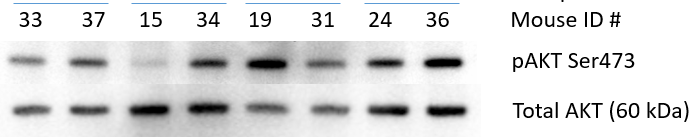 33 37 15 34 19 31 24 36 Mouse ID #
pAKT Ser473
Total AKT (60 kDa)